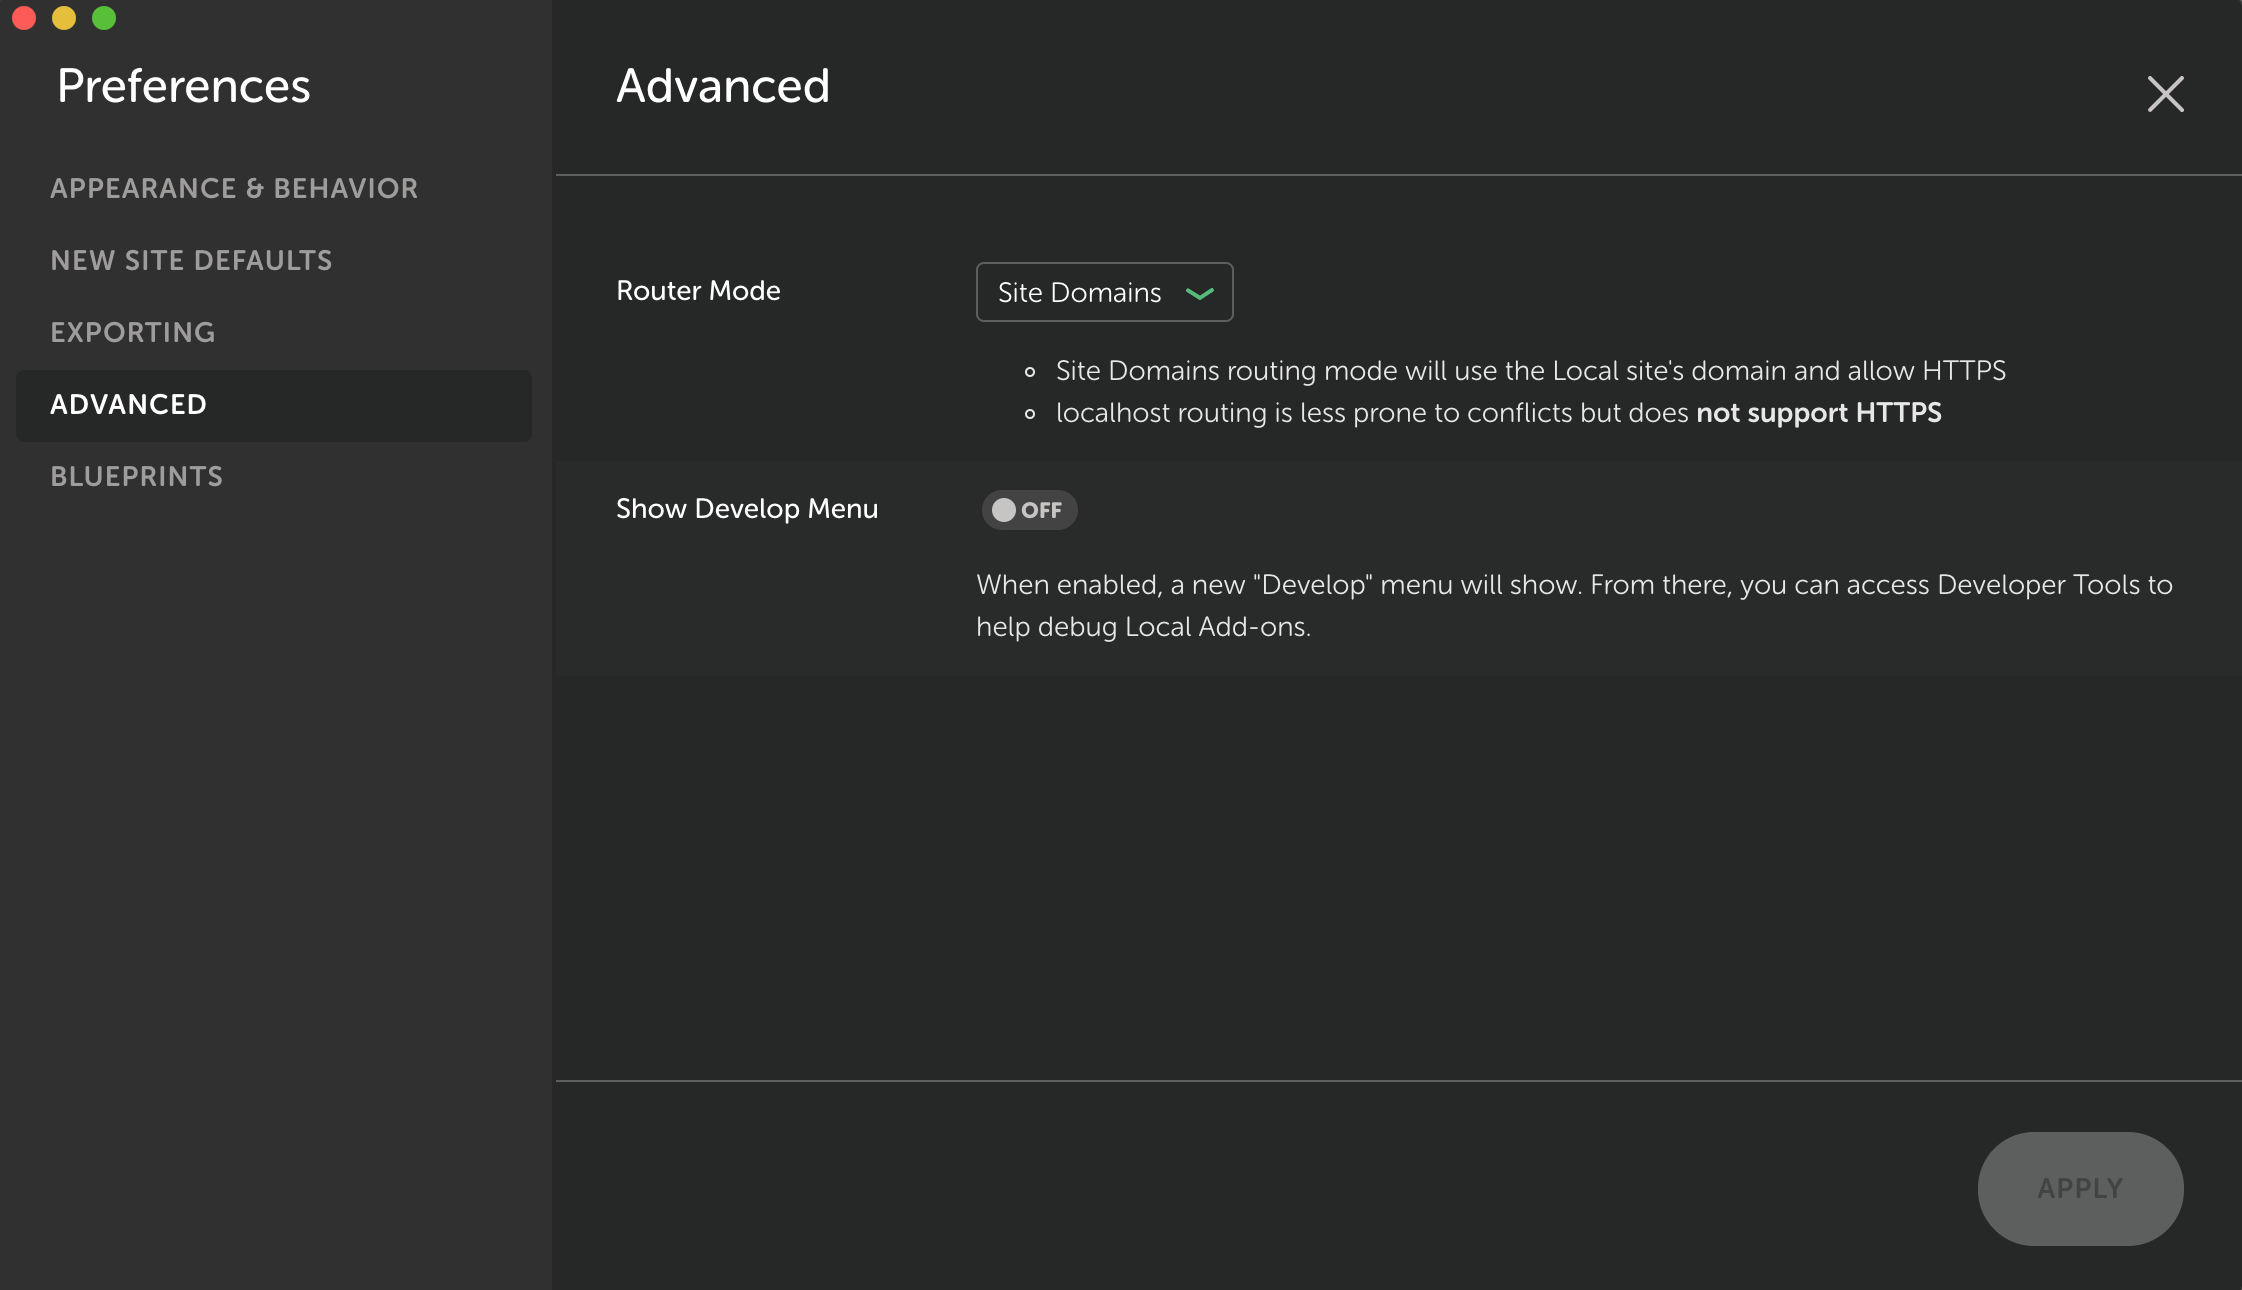 Preferences
APPEARANCE & BEHAVIOR
NEW SITE DEFAULTS
EXPORTING
ADVANCED
BLUEPRINTS
Advanced
Router Mode
Site Domains
Site Domains routing mode will use the Local site's domain and allow HTTPS
localhost routing is less prone to conflicts but does not support HTTPS
Show Develop Menu
OFF
When enabled, a new "Develop" menu will show. From there, you can access Developer Tools to
help debug Local Add-ons.
APPLY